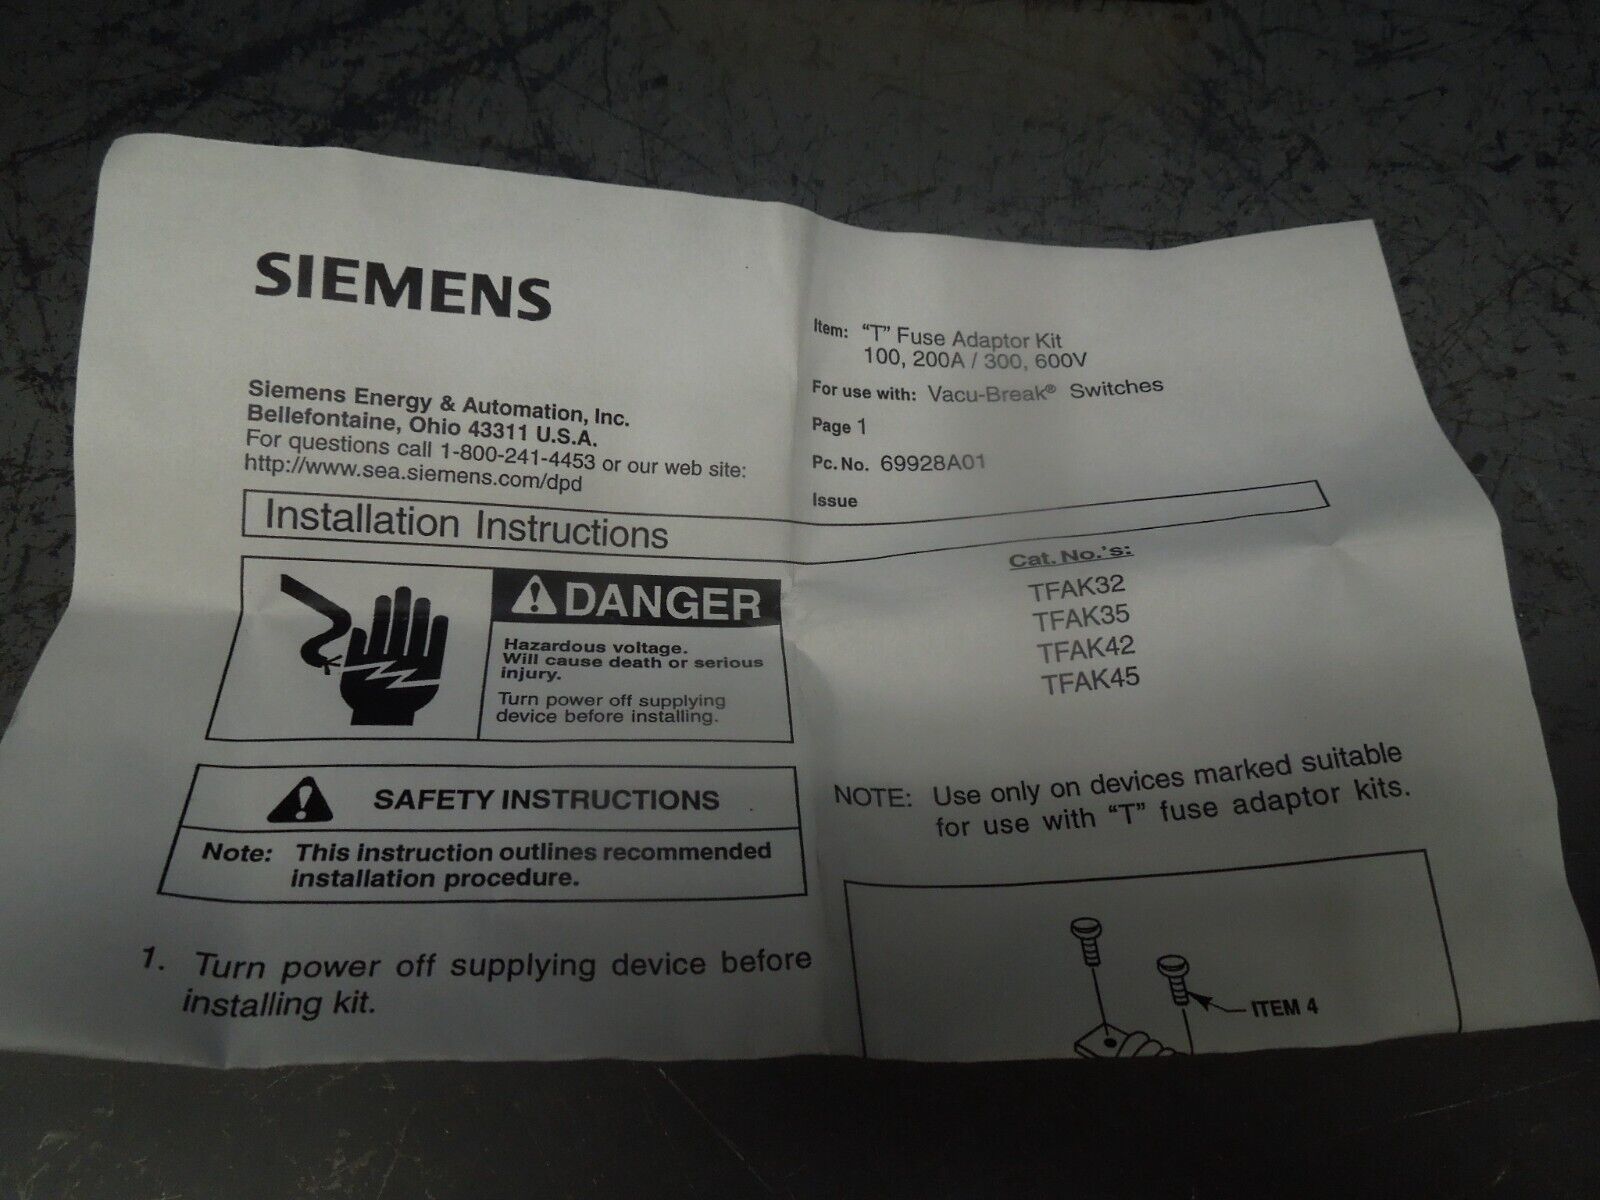 SIEMENS
Siemens Energy & Automation, Inc.
Bellefontaine, Ohio 43311 U.S.A.
For questions call 1-800-241-4453 or our web site:
http://www.sea.siemens.com/dpd
Item: "T" Fuse Adaptor Kit
100, 200A / 300, 600V
For use with: Vacu-Break® Switches
Page 1
Pc. No. 69928A01
Issue
Installation Instructions
DANGER
Hazardous voltage.
Will cause death or serious
injury.
Turn power off supplying
device before installing.
SAFETY INSTRUCTIONS
Note: This instruction outlines recommended
installation procedure.
1. Turn power off supplying device before
installing kit.
Cat. No.'s:
TFAK32
TFAK35
TFAK42
TFAK45
NOTE: Use only on devices marked suitable
for use with "T" fuse adaptor kits.
ITEM 4